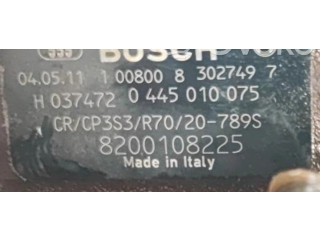 BOSCH
04.05.11 1 00800 8 302749 7
H 037472 0 445 010 075
CR/CP3S3/R70/20-789S
8200108225
Made in Italy